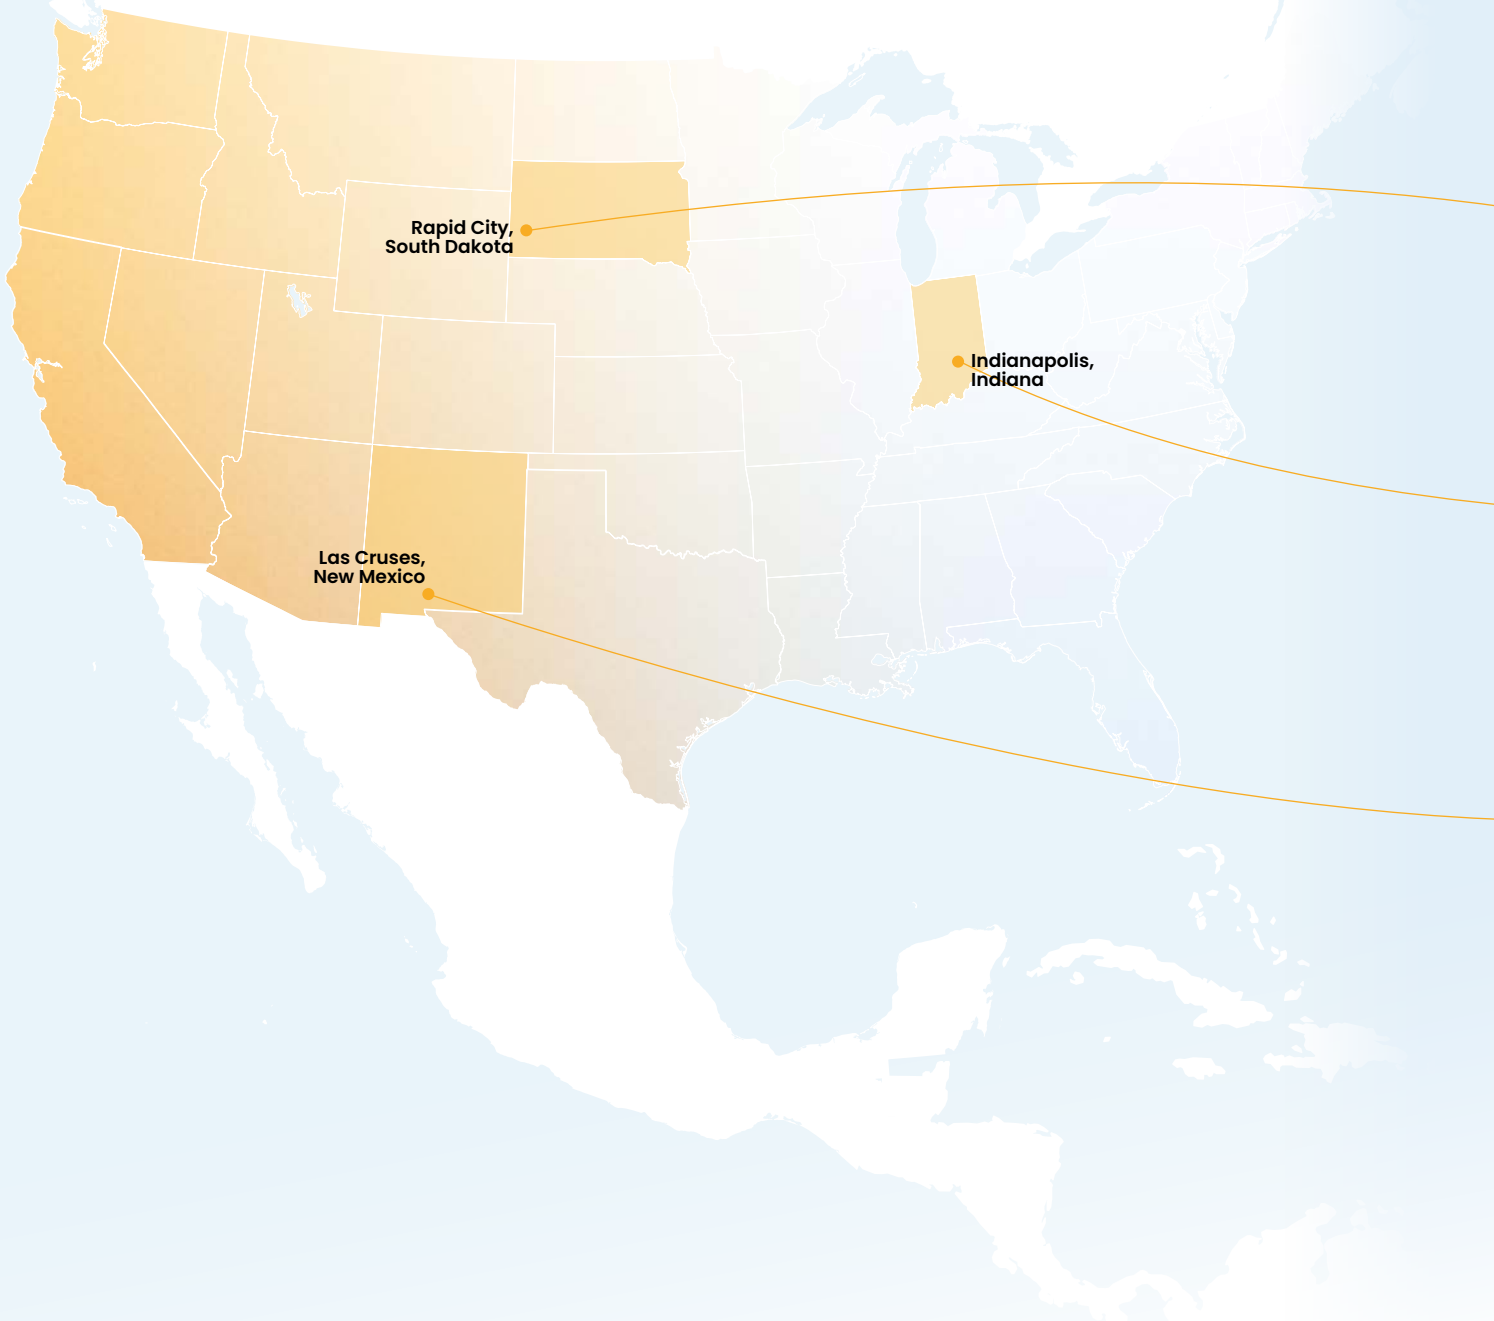 Rapid City,
South Dakota
Indianapolis,
Indiana
Las Cruses,
New Mexico